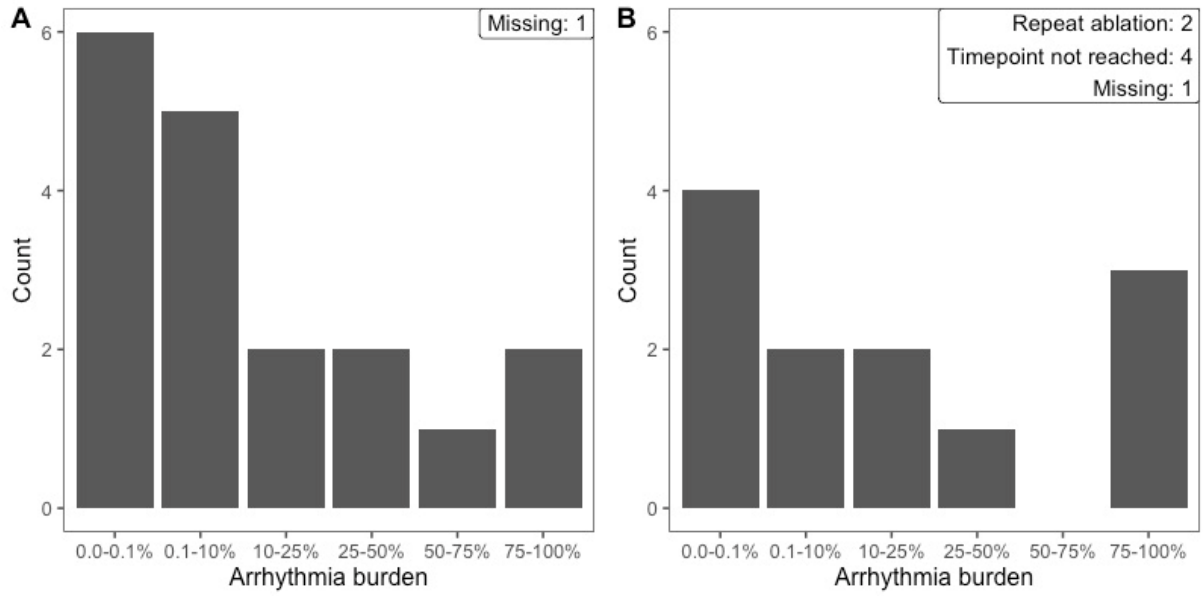 A
Missing: 1
6
4
2
0
Count
0.0-0.1% 0.1-10% 10-25% 25-50% 50-75% 75-100%
Arrhythmia burden
B
Repeat ablation: 2
Timepoint not reached: 4
Missing: 1
6
4
2
0
Count
0.0-0.1% 0.1-10% 10-25% 25-50% 50-75% 75-100%
Arrhythmia burden